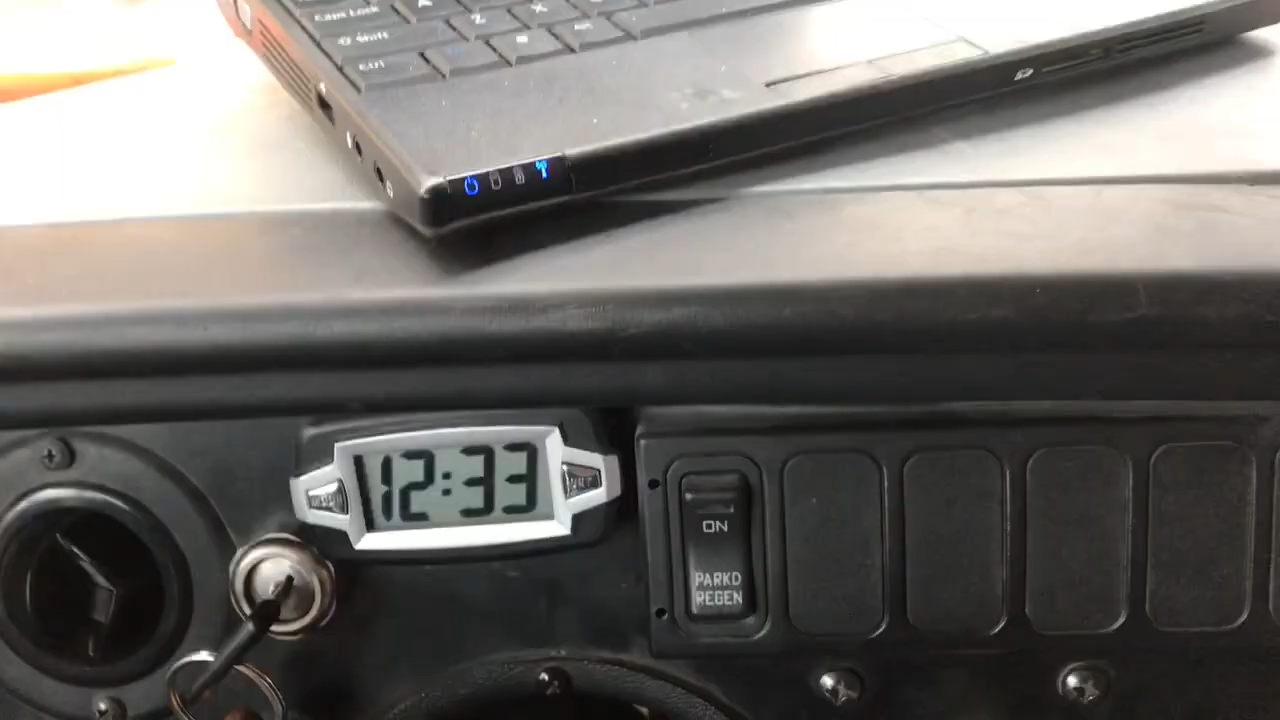 Caps Lock
A
Z
X
Shift
Ctrl
12:33
ON
PARKD
REGEN